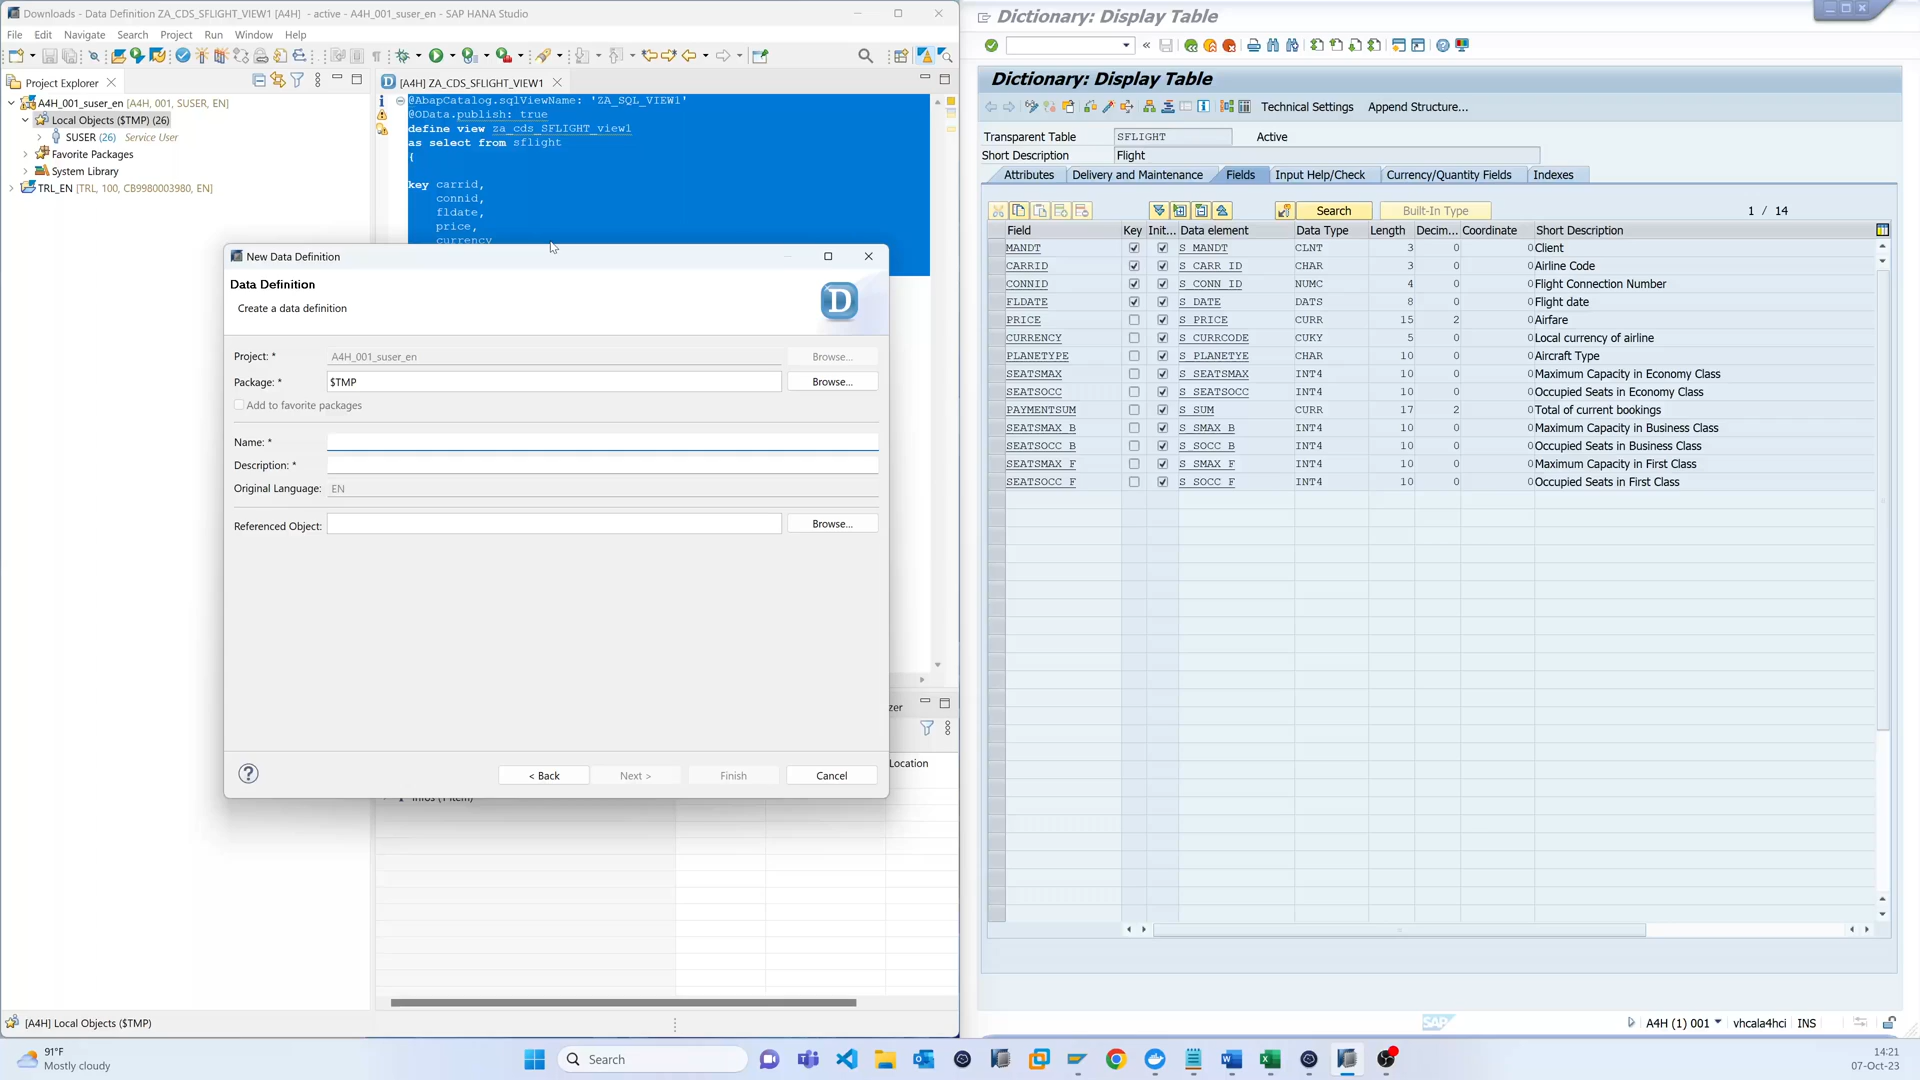 Downloads - Data Definition ZA_CDS_SFLIGHT_VIEW1 [A4H] - active - A4H_001_suser_en - SAP HANA Studio
File Edit Navigate Search Project Run Window Help
Project Explorer
A4H_001_suser_en [A4H, 001, SUSER, EN]
Local Objects ($TMP) (26)
SUSER (26) Service User
Favorite Packages
System Library
TRL_EN [TRL, 100, CB9980003980, EN]
[A4H] ZA_CDS_SFLIGHT_VIEW1
@AbapCatalog.sqlViewName: 'ZA_SQL_VIEW1'
@OData.publish: true
define view za_cds_SFLIGHT_view1
as select from sflight
{
key carrid,
connid,
fldate,
price,
currency
New Data Definition
Data Definition
Create a data definition
D
Project: * A4H_001_suser_en Browse...
Package: * $TMP Browse...
Add to favorite packages
Name: *
Description: *
Original Language: EN
Referenced Object: Browse...
< Back Next > Finish Cancel
zer
Location
Infos (1 item)
[A4H] Local Objects ($TMP)
Dictionary: Display Table
Dictionary: Display Table
Technical Settings Append Structure...
Transparent Table SFLIGHT Active
Short Description Flight
Attributes Delivery and Maintenance Fields Input Help/Check Currency/Quantity Fields Indexes
Search Built-In Type 1 / 14
Field Key Init... Data element Data Type Length Decim... Coordinate Short Description
MANDT S_MANDT CLNT 3 0 0 Client
CARRID S_CARR_ID CHAR 3 0 0 Airline Code
CONNID S_CONN_ID NUMC 4 0 0 Flight Connection Number
FLDATE S_DATE DATS 8 0 0 Flight date
PRICE S_PRICE CURR 15 2 0 Airfare
CURRENCY S_CURRCODE CUKY 5 0 0 Local currency of airline
PLANETYPE S_PLANETYE CHAR 10 0 0 Aircraft Type
SEATSMAX S_SEATSMAX INT4 10 0 0 Maximum Capacity in Economy Class
SEATSOCC S_SEATSOCC INT4 10 0 0 Occupied Seats in Economy Class
PAYMENTSUM S_SUM CURR 17 2 0 Total of current bookings
SEATSMAX_B S_SMAX_B INT4 10 0 0 Maximum Capacity in Business Class
SEATSOCC_B S_SOCC_B INT4 10 0 0 Occupied Seats in Business Class
SEATSMAX_F S_SMAX_F INT4 10 0 0 Maximum Capacity in First Class
SEATSOCC_F S_SOCC_F INT4 10 0 0 Occupied Seats in First Class
SAP
A4H (1) 001 vhcala4hci INS
91°F
Mostly cloudy
Search
14:21
07-Oct-23